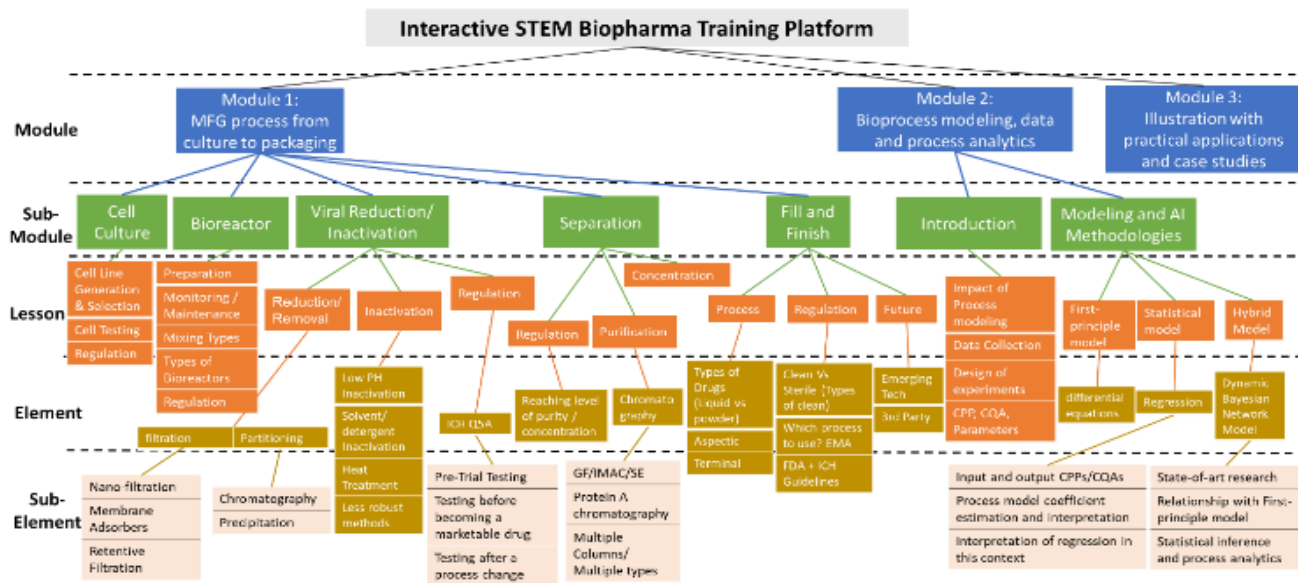 Interactive STEM Biopharma Training Platform
Module
Module 1:
MFG process from
culture to packaging
Module 2:
Bioprocess modeling, data
and process analytics
Module 3:
Illustration with
practical applications
and case studies
Sub-
Module
Cell
Culture
Bioreactor
Viral Reduction/
Inactivation
Separation
Fill and
Finish
Introduction
Modeling and AI
Methodologies
Lesson
Cell Line
Generation
& Selection
Cell Testing
Regulation
Preparation
Monitoring /
Maintenance
Mixing Types
Types of
Bioreactors
Regulation
Reduction/
Removal
Inactivation
Regulation
Regulation
Purification
Concentration
Process
Regulation
Future
Impact of
Process
modeling
Data Collection
Design of
experiments
CPP, CQA,
Parameters
First-
principle
model
Statistical
model
Hybrid
Model
Element
filtration
Partitioning
Low PH
Inactivation
Solvent/
detergent
Inactivation
Heat
Treatment
Less robust
methods
ICH Q5A
Reaching level
of purity /
concentration
Chromato
graphy
Types of
Drugs
(Liquid vs
powder)
Aspectic
Terminal
Clean Vs
Sterile (Types
of clean)
Which process
to use? EMA
FDA + ICH
Guidelines
Emerging
Tech
3rd Party
differential
equations
Regression
Dynamic
Bayesian
Network
Model
Sub-
Element
Nano-filtration
Membrane
Adsorbers
Retentive
Filtration
Chromatography
Precipitation
Pre-Trial Testing
Testing before
becoming a
marketable drug
Testing after a
process change
GF/IMAC/SE
Protein A
chromatography
Multiple
Columns/
Multiple types
Input and output CPPs/CQAs
Process model coefficient
estimation and interpretation
Interpretation of regression in
this context
State-of-art research
Relationship with First-
principle model
Statistical inference
and process analytics